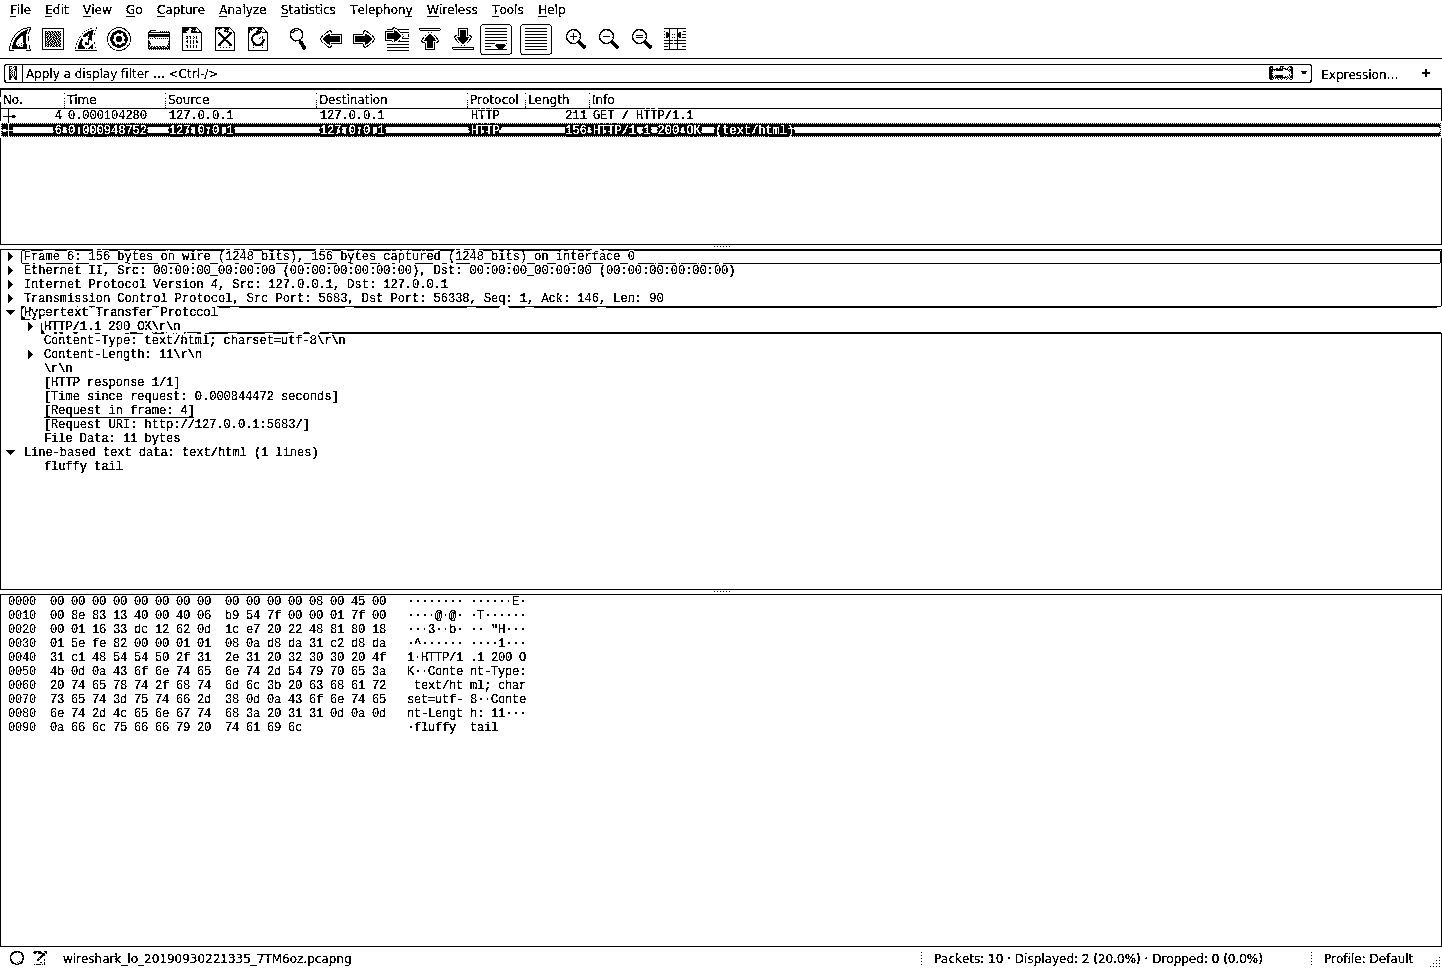 File Edit View Go Capture Analyze Statistics Telephony Wireless Tools Help
Apply a display filter ... <Ctrl-/> Expression... +
No. Time Source Destination Protocol Length Info
4 0.000104280 127.0.0.1 127.0.0.1 HTTP 211 GET / HTTP/1.1
6 0.000948752 127.0.0.1 127.0.0.1 HTTP 156 HTTP/1.1 200 OK (text/html)
Frame 6: 156 bytes on wire (1248 bits), 156 bytes captured (1248 bits) on interface 0
Ethernet II, Src: 00:00:00_00:00:00 (00:00:00:00:00:00), Dst: 00:00:00_00:00:00 (00:00:00:00:00:00)
Internet Protocol Version 4, Src: 127.0.0.1, Dst: 127.0.0.1
Transmission Control Protocol, Src Port: 5683, Dst Port: 56338, Seq: 1, Ack: 146, Len: 90
Hypertext Transfer Protocol
HTTP/1.1 200 OK\r\n
Content-Type: text/html; charset=utf-8\r\n
Content-Length: 11\r\n
\r\n
[HTTP response 1/1]
[Time since request: 0.000844472 seconds]
[Request in frame: 4]
[Request URI: http://127.0.0.1:5683/]
File Data: 11 bytes
Line-based text data: text/html (1 lines)
fluffy tail
0000 00 00 00 00 00 00 00 00 00 00 00 00 08 00 45 00 ········ ······E·
0010 00 8e 83 13 40 00 40 06 b9 54 7f 00 00 01 7f 00 ····@·@· ·T······
0020 00 01 16 33 dc 12 62 0d 1c e7 20 22 48 81 80 18 ···3··b· ·· "H···
0030 01 5e fe 82 00 00 01 01 08 0a d8 da 31 c2 d8 da ·^······ ····1···
0040 31 c1 48 54 54 50 2f 31 2e 31 20 32 30 30 20 4f 1·HTTP/1 .1 200 O
0050 4b 0d 0a 43 6f 6e 74 65 6e 74 2d 54 79 70 65 3a K··Conte nt-Type:
0060 20 74 65 78 74 2f 68 74 6d 6c 3b 20 63 68 61 72 text/ht ml; char
0070 73 65 74 3d 75 74 66 2d 38 0d 0a 43 6f 6e 74 65 set=utf- 8··Conte
0080 6e 74 2d 4c 65 6e 67 74 68 3a 20 31 31 0d 0a 0d nt-Lengt h: 11···
0090 0a 66 6c 75 66 66 79 20 74 61 69 6c ·fluffy tail
wireshark_lo_20190930221335_7TM6oz.pcapng Packets: 10 · Displayed: 2 (20.0%) · Dropped: 0 (0.0%) Profile: Default